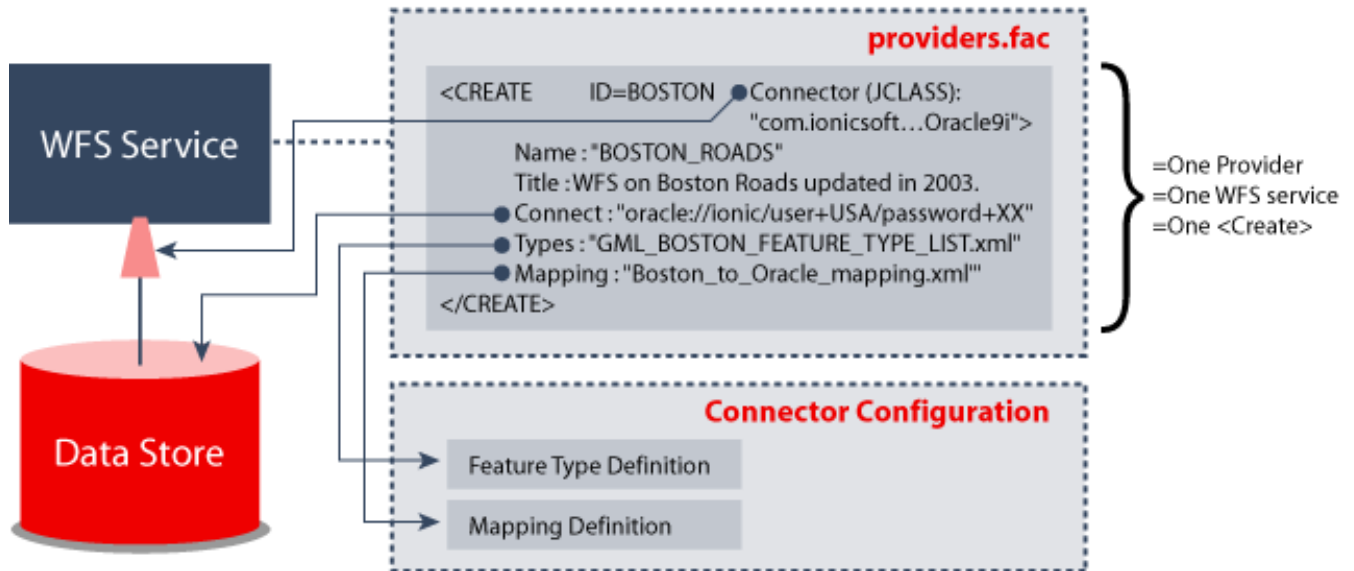 providers.fac
WFS Service
<CREATE ID=BOSTON Connector (JCLASS):
"com.ionicsoft...Oracle9i">
Name : "BOSTON_ROADS"
Title : WFS on Boston Roads updated in 2003.
Connect : "oracle://ionic/user+USA/password+XX"
Types : "GML_BOSTON_FEATURE_TYPE_LIST.xml"
Mapping : "Boston_to_Oracle_mapping.xml'"
</CREATE>
=One Provider
=One WFS service
=One <Create>
Data Store
Connector Configuration
Feature Type Definition
Mapping Definition